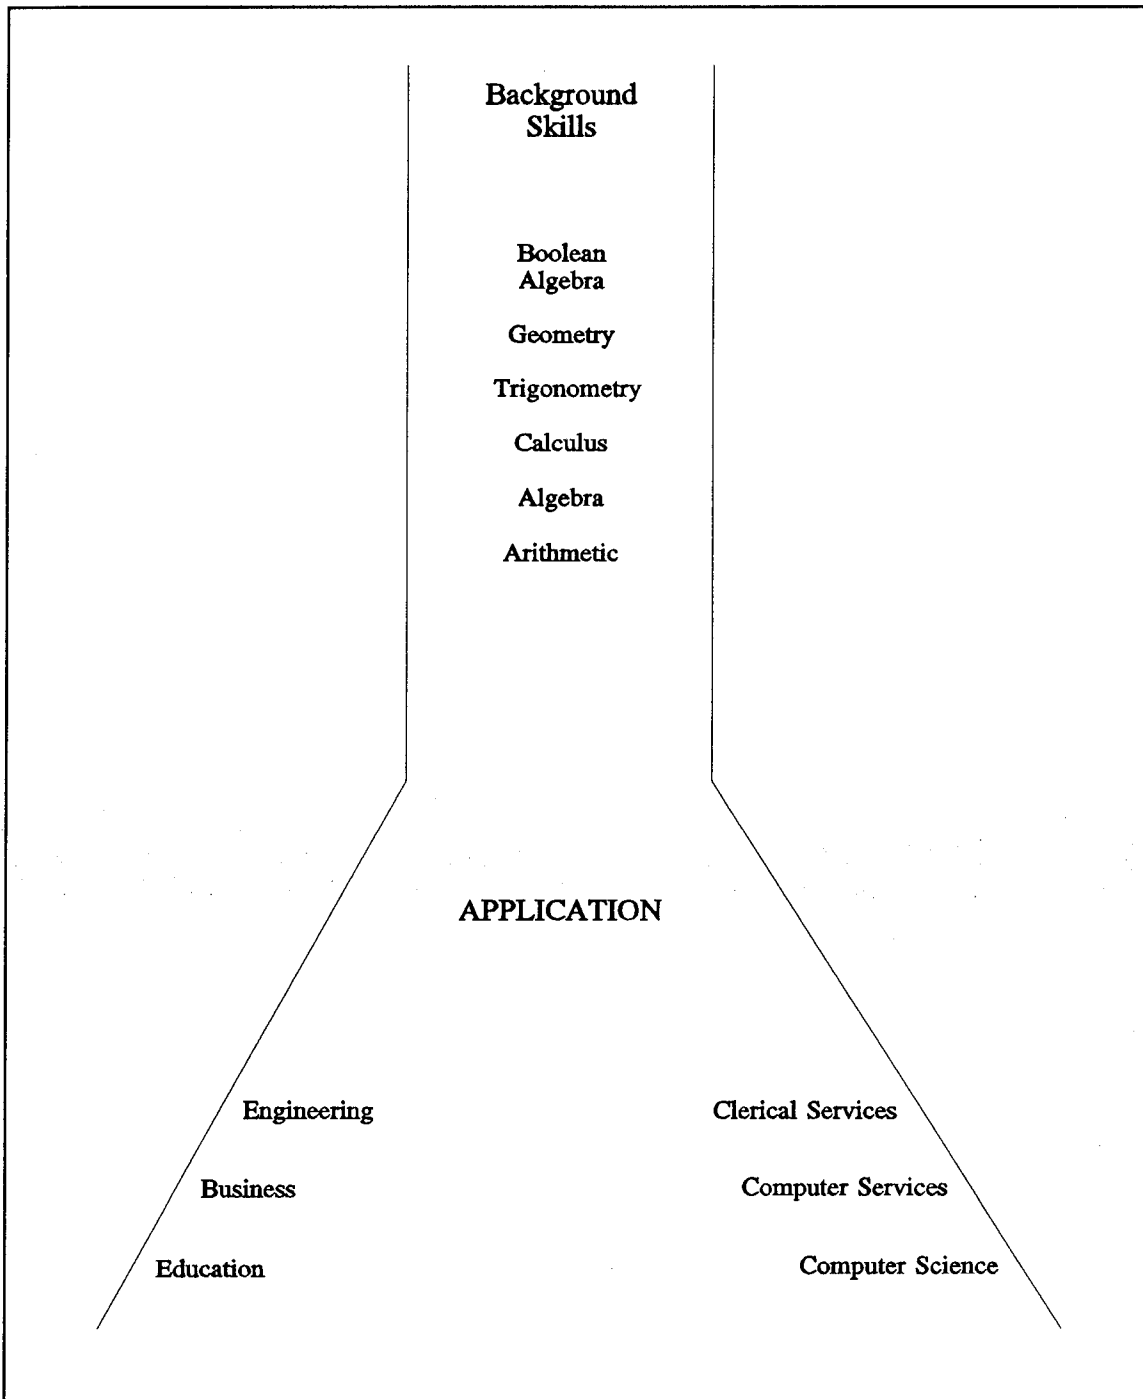 Background
Skills
Boolean
Algebra
Geometry
Trigonometry
Calculus
Algebra
Arithmetic
APPLICATION
Engineering
Clerical Services
Business
Computer Services
Education
Computer Science